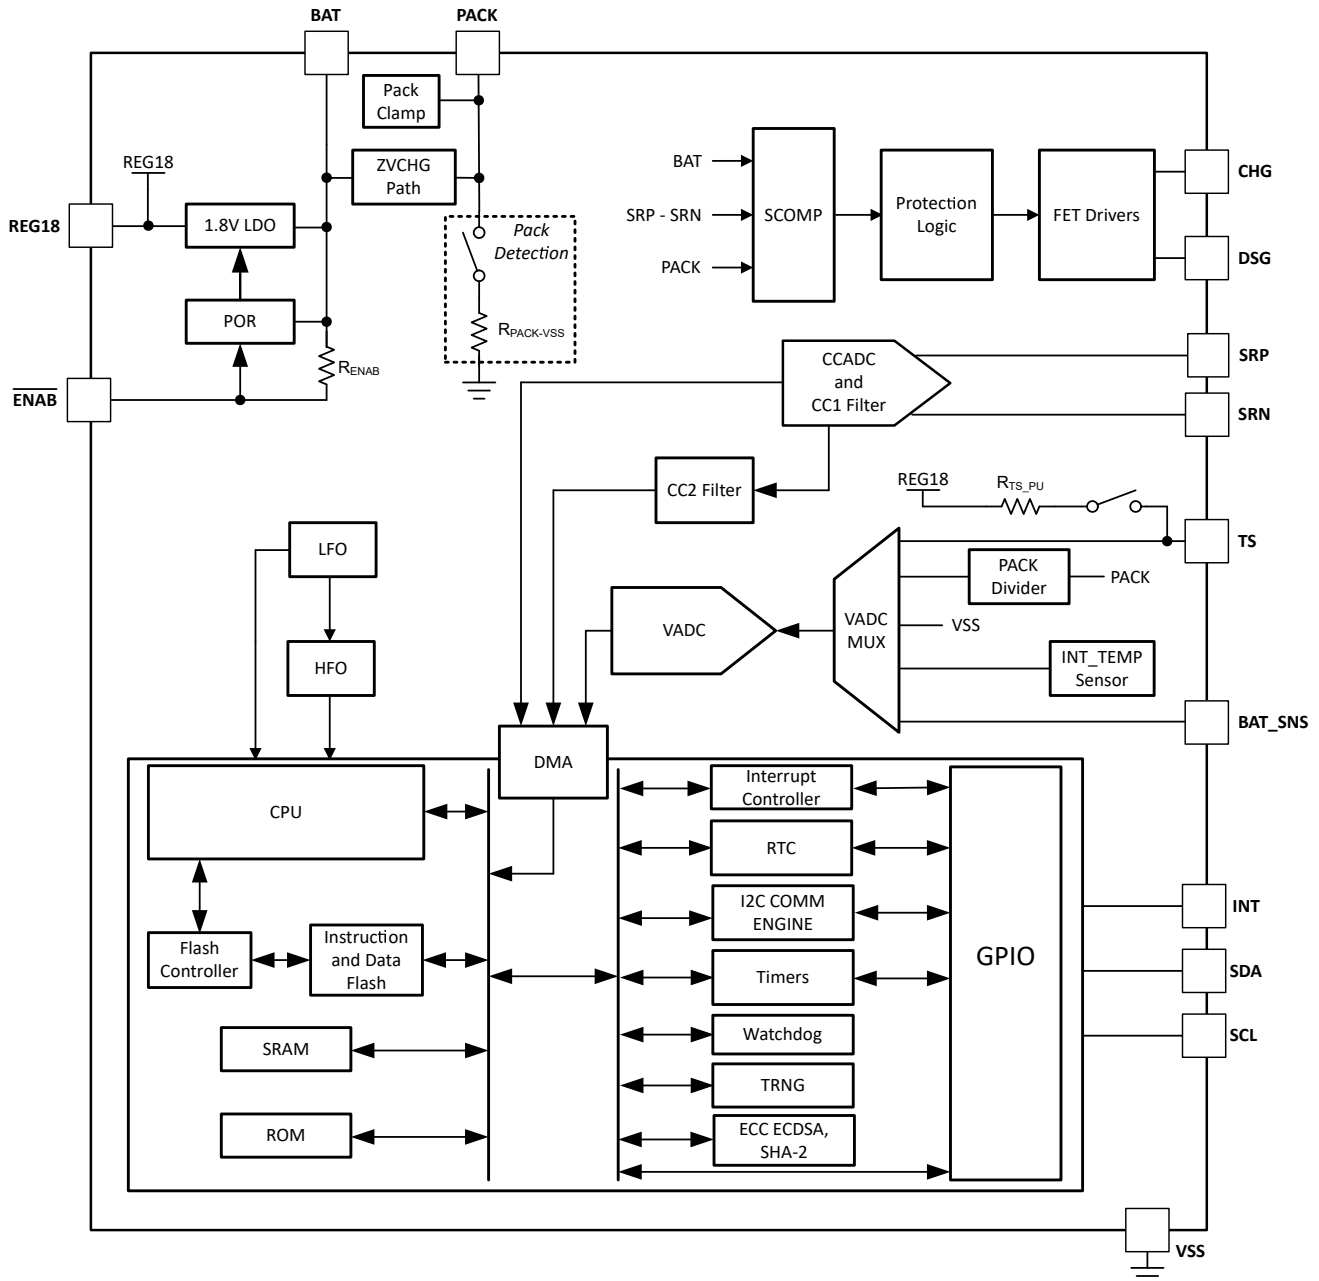 BAT
PACK
Pack
Clamp
REG18
ZVCHG
Path
BAT
SRP - SRN
PACK
SCOMP
Protection
Logic
FET Drivers
CHG
DSG
REG18
1.8V LDO
Pack
Detection
POR
RPACK-VSS
RENAB
ENAB
CCADC
and
CC1 Filter
SRP
SRN
CC2 Filter
REG18
RTS_PU
TS
LFO
HFO
VADC
VADC
MUX
PACK
Divider
PACK
VSS
INT_TEMP
Sensor
BAT_SNS
DMA
CPU
Interrupt
Controller
RTC
I2C COMM
ENGINE
Timers
Watchdog
TRNG
ECC ECDSA,
SHA-2
GPIO
Flash
Controller
Instruction
and Data
Flash
SRAM
ROM
INT
SDA
SCL
VSS